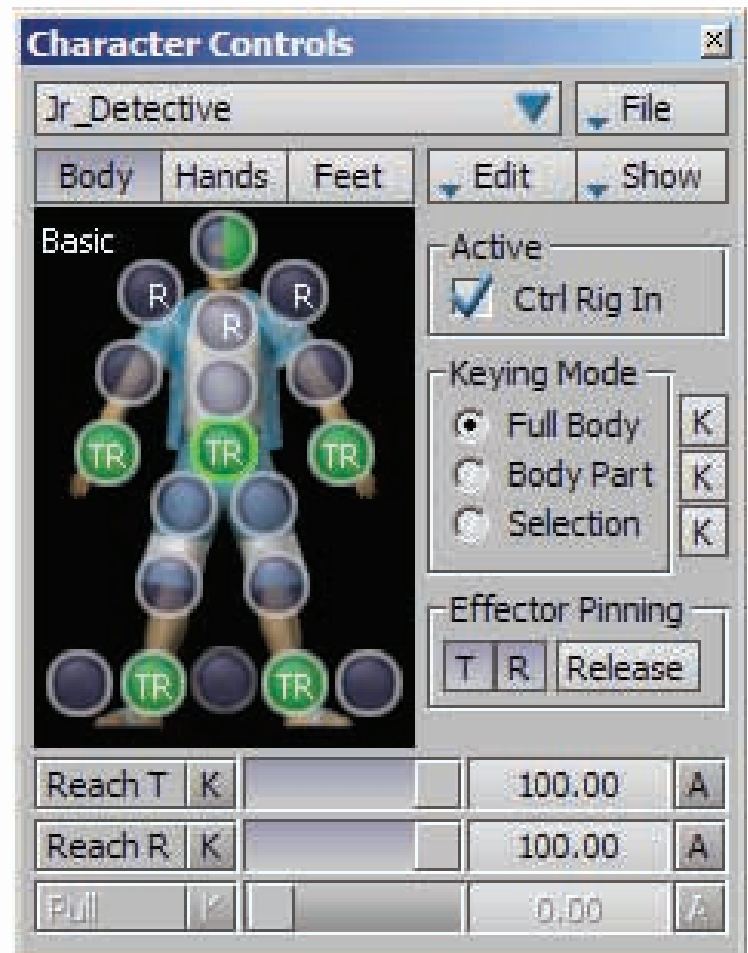 Character Controls
Jr_Detective
File
Body Hands Feet Edit Show
Basic
Active
Ctrl Rig In
R R
R
Keying Mode
Full Body K
Body Part K
Selection K
TR TR TR
Effector Pinning
T R Release
TR TR
Reach T K 100.00 A
Reach R K 100.00 A
Pull K 0.00 A